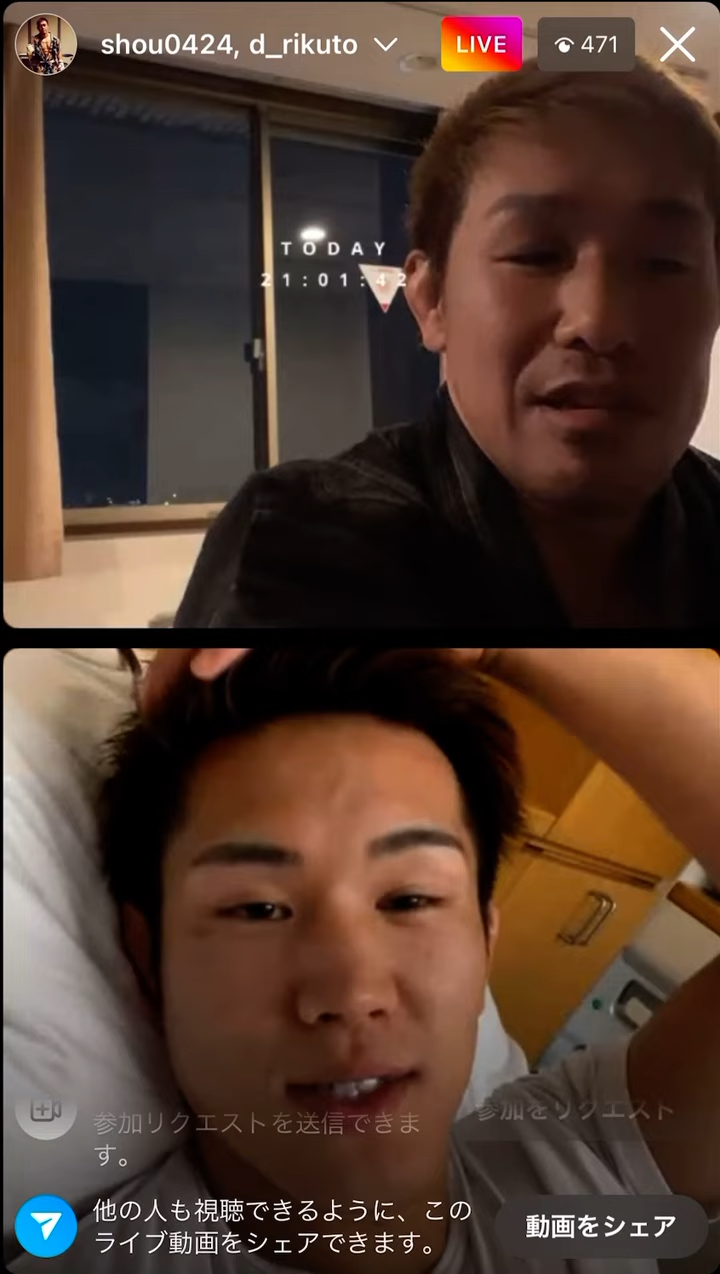 shou0424, d_rikuto
LIVE
471
TODAY
21:01:42
参加リクエストを送信できま
す。
参加をリクエスト
他の人も視聴できるように、この
ライブ動画をシェアできます。
動画をシェア